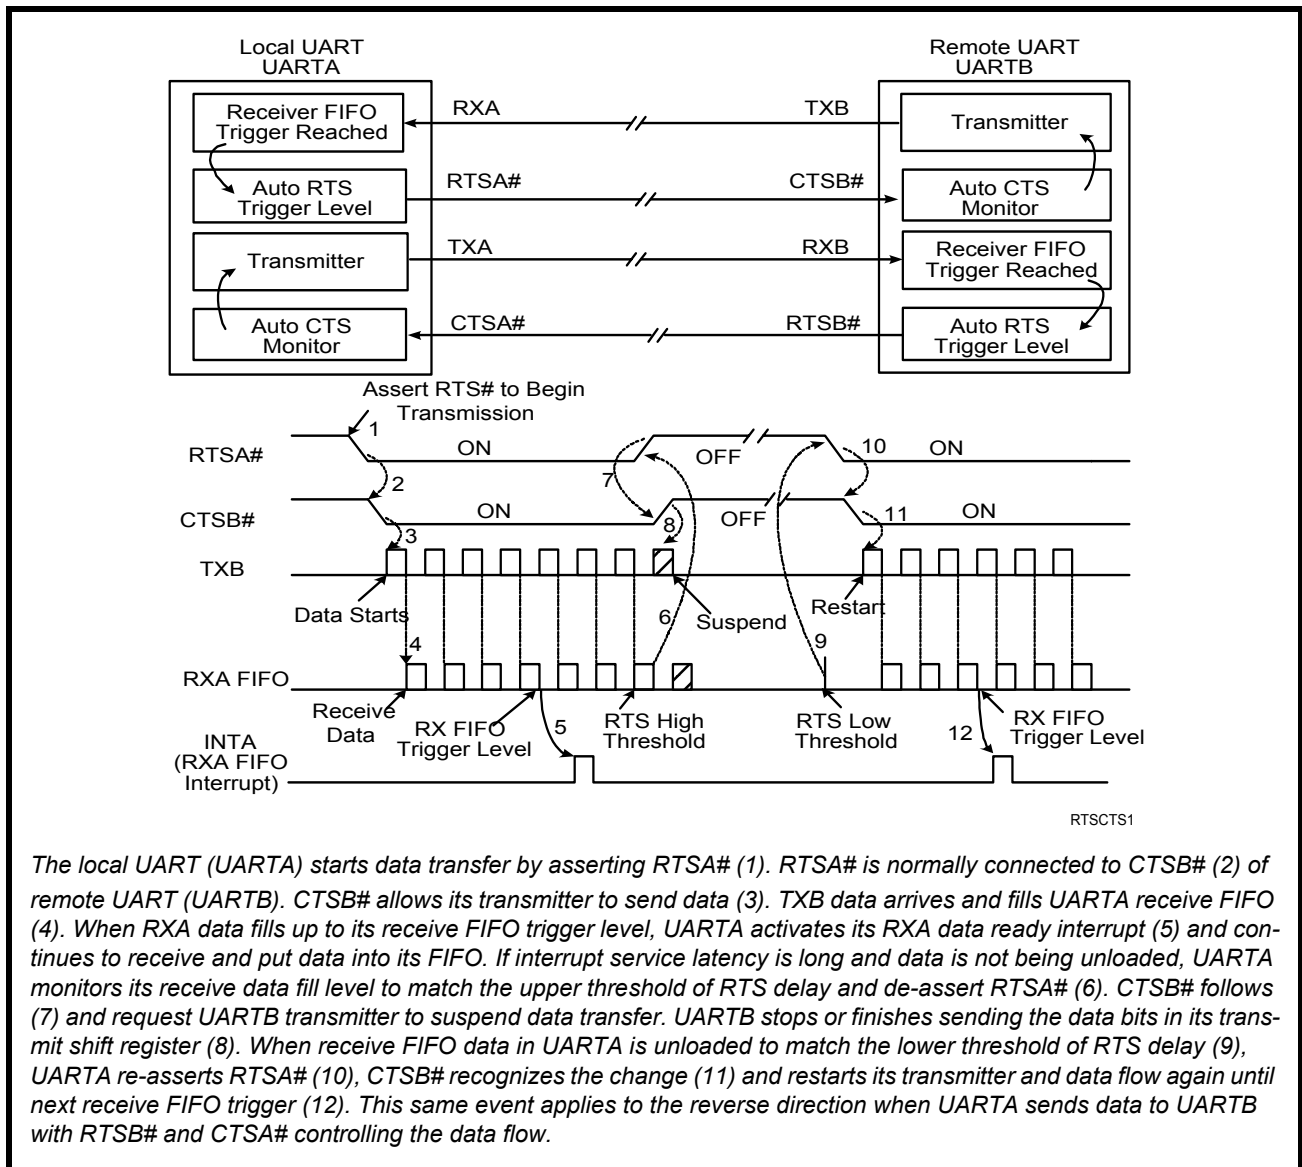 Local UART
UARTA
Remote UART
UARTB
Receiver FIFO
Trigger Reached
RXA
TXB
Transmitter
Auto RTS
Trigger Level
RTSA#
CTSB#
Auto CTS
Monitor
Transmitter
TXA
RXB
Receiver FIFO
Trigger Reached
Auto CTS
Monitor
CTSA#
RTSB#
Auto RTS
Trigger Level
Assert RTS# to Begin
Transmission
1
RTSA#
ON
OFF
10
ON
2
7
CTSB#
ON
OFF
11
ON
3
8
TXB
Data Starts
6
Suspend
Restart
4
9
RXA FIFO
Receive
Data
RX FIFO
Trigger Level
5
RTS High
Threshold
RTS Low
Threshold
12
RX FIFO
Trigger Level
INTA
(RXA FIFO
Interrupt)
RTSCTS1
The local UART (UARTA) starts data transfer by asserting RTSA# (1). RTSA# is normally connected to CTSB# (2) of
remote UART (UARTB). CTSB# allows its transmitter to send data (3). TXB data arrives and fills UARTA receive FIFO
(4). When RXA data fills up to its receive FIFO trigger level, UARTA activates its RXA data ready interrupt (5) and con-
tinues to receive and put data into its FIFO. If interrupt service latency is long and data is not being unloaded, UARTA
monitors its receive data fill level to match the upper threshold of RTS delay and de-assert RTSA# (6). CTSB# follows
(7) and request UARTB transmitter to suspend data transfer. UARTB stops or finishes sending the data bits in its trans-
mit shift register (8). When receive FIFO data in UARTA is unloaded to match the lower threshold of RTS delay (9),
UARTA re-asserts RTSA# (10), CTSB# recognizes the change (11) and restarts its transmitter and data flow again until
next receive FIFO trigger (12). This same event applies to the reverse direction when UARTA sends data to UARTB
with RTSB# and CTSA# controlling the data flow.